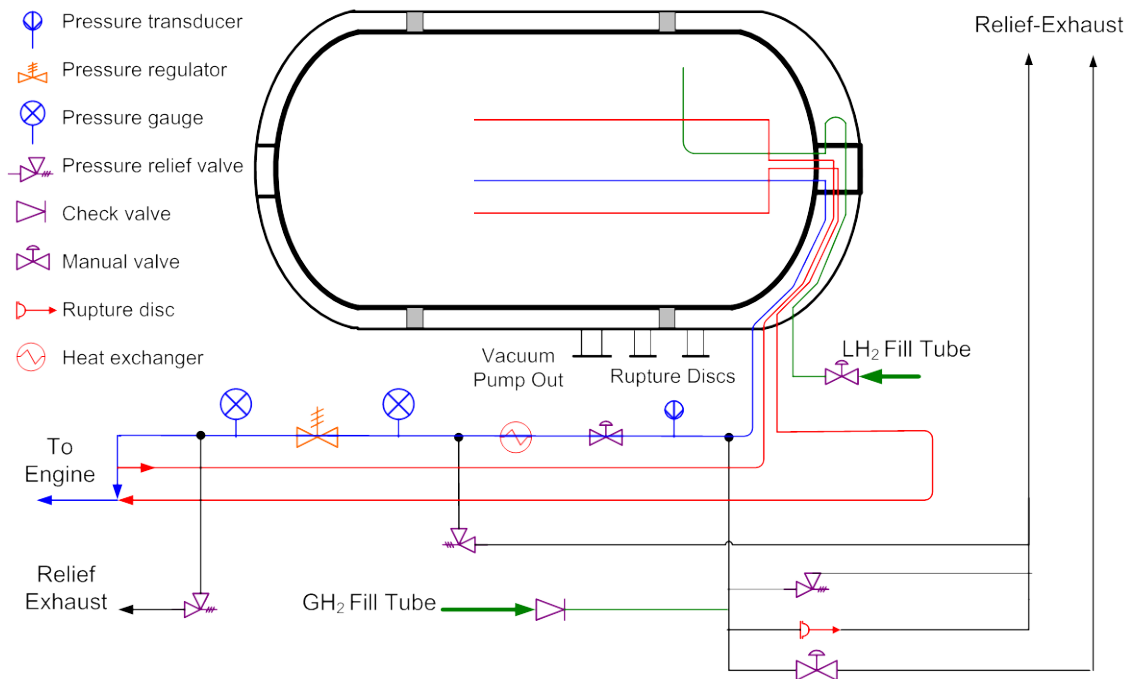 Pressure transducer
Pressure regulator
Pressure gauge
Pressure relief valve
Check valve
Manual valve
Rupture disc
Heat exchanger
Relief-Exhaust
Vacuum
Pump Out
Rupture Discs
LH₂ Fill Tube
To
Engine
Relief
Exhaust
GH₂ Fill Tube